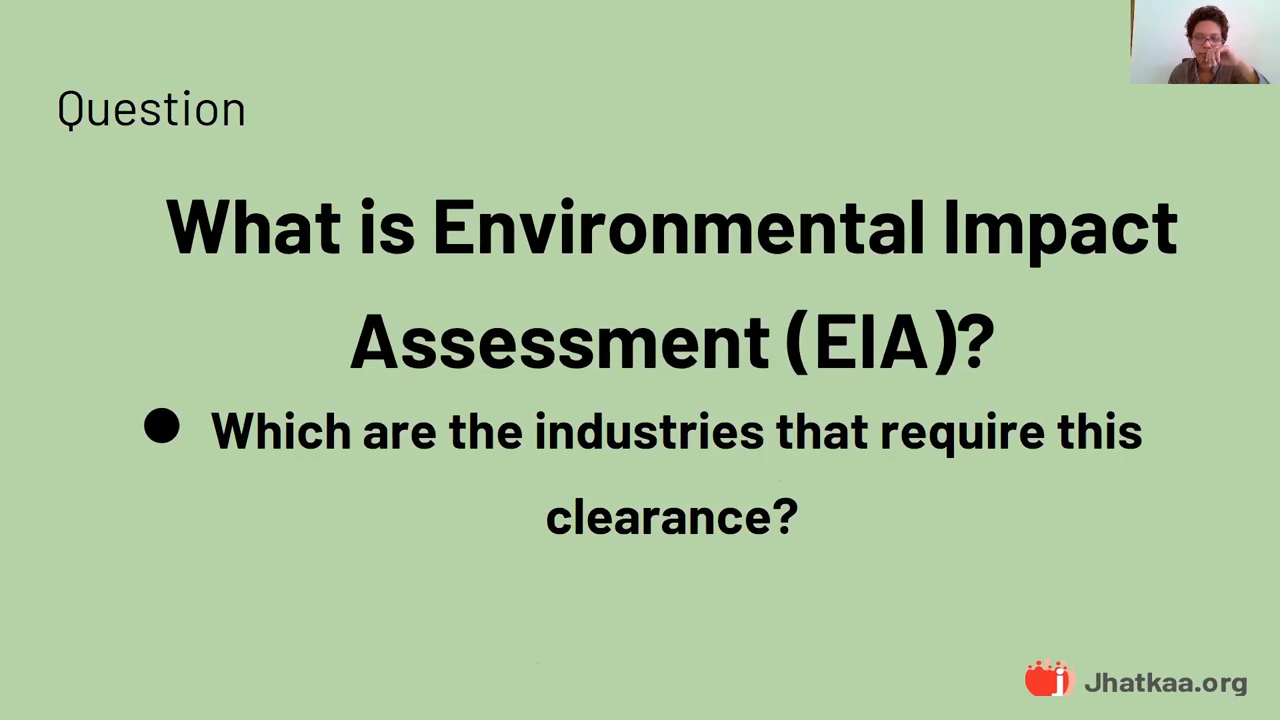 Question
What is Environmental Impact
Assessment (EIA)?
● Which are the industries that require this
clearance?
Jhatkaa.org